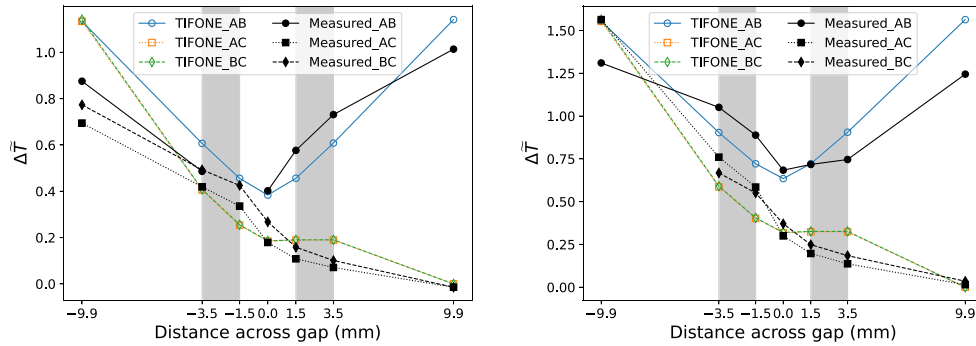 TIFONE_AB Measured_AB
TIFONE_AC Measured_AC
TIFONE_BC Measured_BC
1.0
0.8
0.6
0.4
0.2
0.0
ΔT̃
−9.9 −3.5 −1.5 0.0 1.5 3.5 9.9
Distance across gap (mm)
TIFONE_AB Measured_AB
TIFONE_AC Measured_AC
TIFONE_BC Measured_BC
1.50
1.25
1.00
0.75
0.50
0.25
0.00
ΔT̃
−9.9 −3.5 −1.5 0.0 1.5 3.5 9.9
Distance across gap (mm)